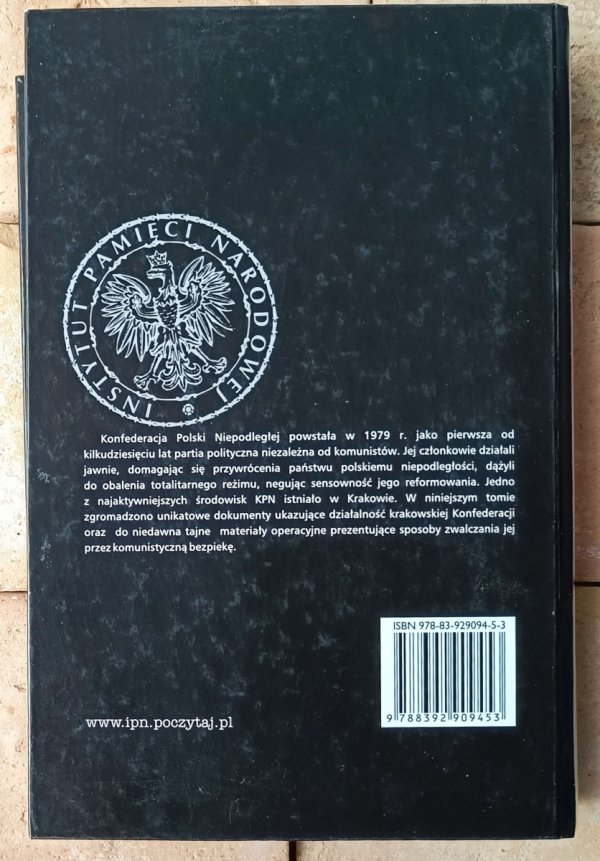 INSTYTUT PAMIĘCI NARODOWEJ
Konfederacja Polski Niepodległej powstała w 1979 r. jako pierwsza od
kilkudziesięciu lat partia polityczna niezależna od komunistów. Jej członkowie działali
jawnie, domagając się przywrócenia państwu polskiemu niepodległości, dążyli
do obalenia totalitarnego reżimu, negując sensowność jego reformowania. Jedno
z najaktywniejszych środowisk KPN istniało w Krakowie. W niniejszym tomie
zgromadzono unikatowe dokumenty ukazujące działalność krakowskiej Konfederacji
oraz do niedawna tajne materiały operacyjne prezentujące sposoby zwalczania jej
przez komunistyczną bezpiekę.
ISBN 978-83-929094-5-3
9 788392 909453
www.ipn.poczytaj.pl